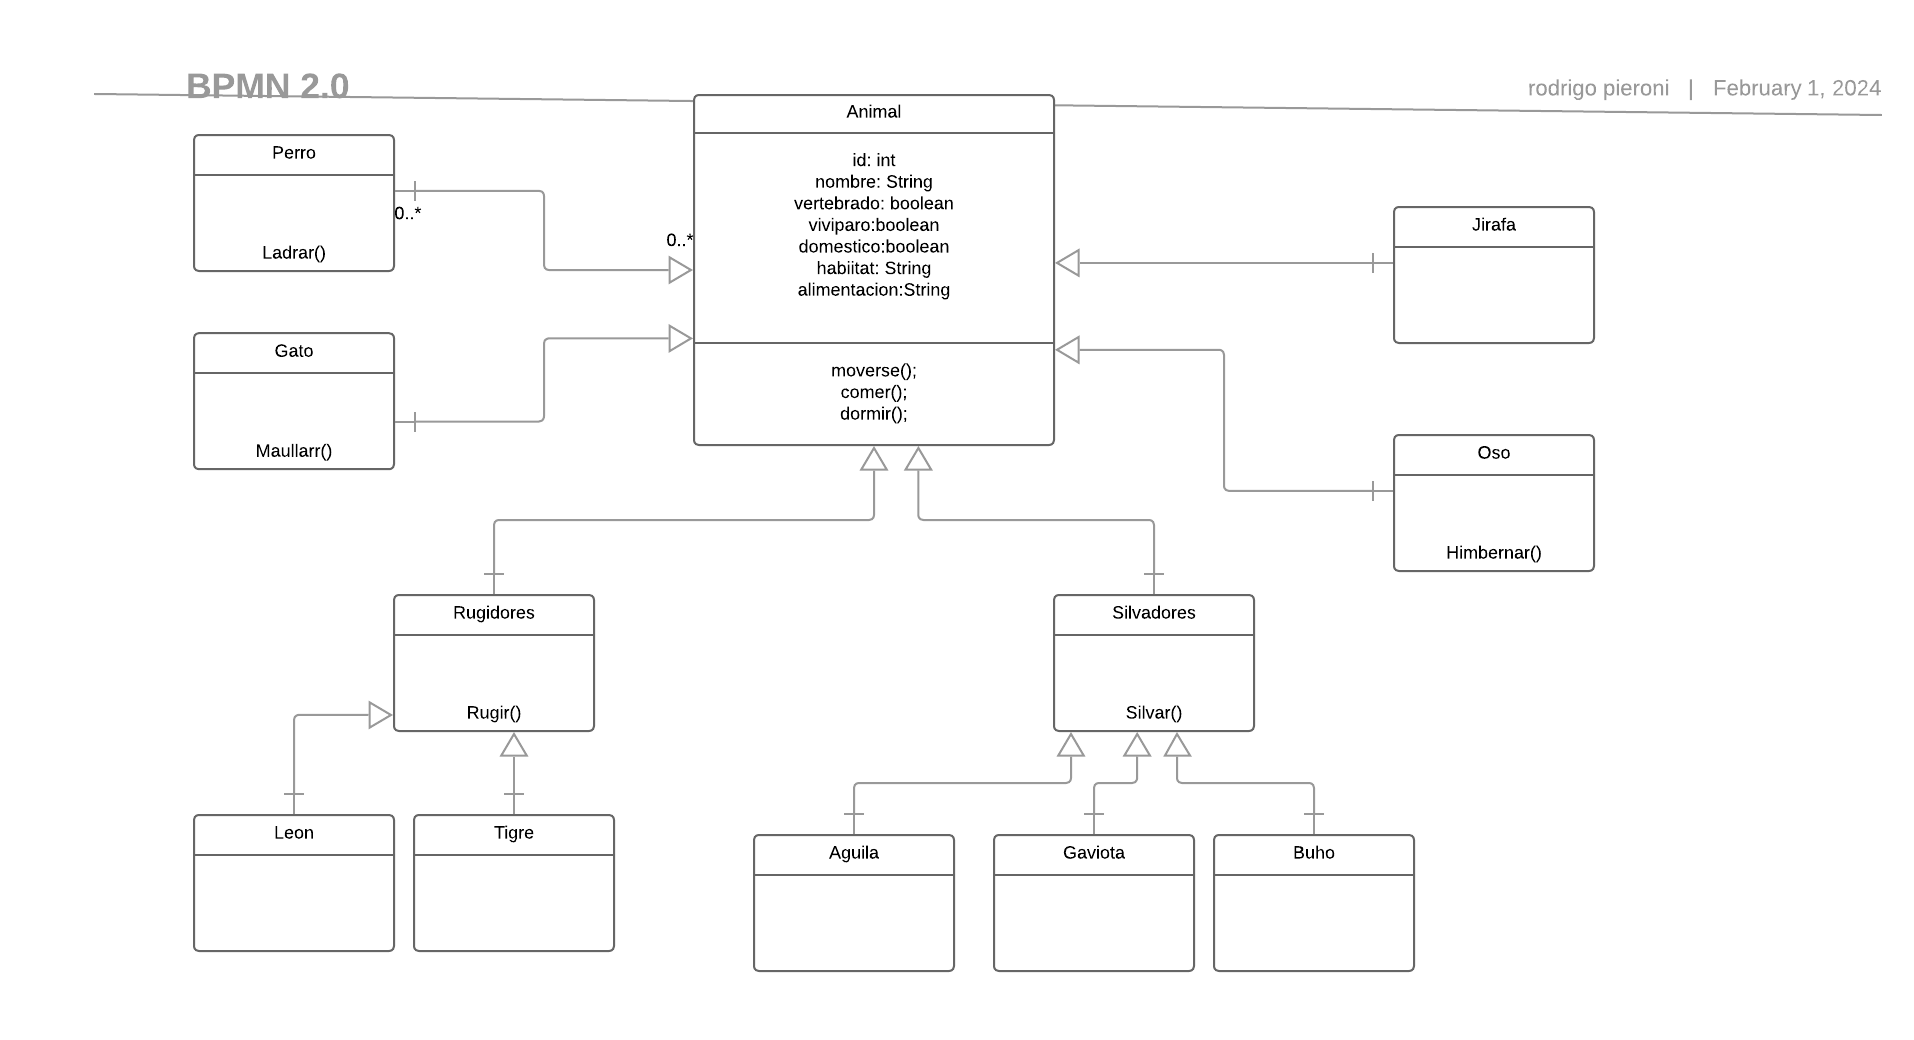 BPMN 2.0
rodrigo pieroni | February 1, 2024
Animal
id: int
nombre: String
vertebrado: boolean
viviparo:boolean
domestico:boolean
habiitat: String
alimentacion:String
moverse();
comer();
dormir();
Perro
Ladrar()
0..*
0..*
Gato
Maullarr()
Jirafa
Oso
Himbernar()
Rugidores
Rugir()
Silvadores
Silvar()
Leon
Tigre
Aguila
Gaviota
Buho